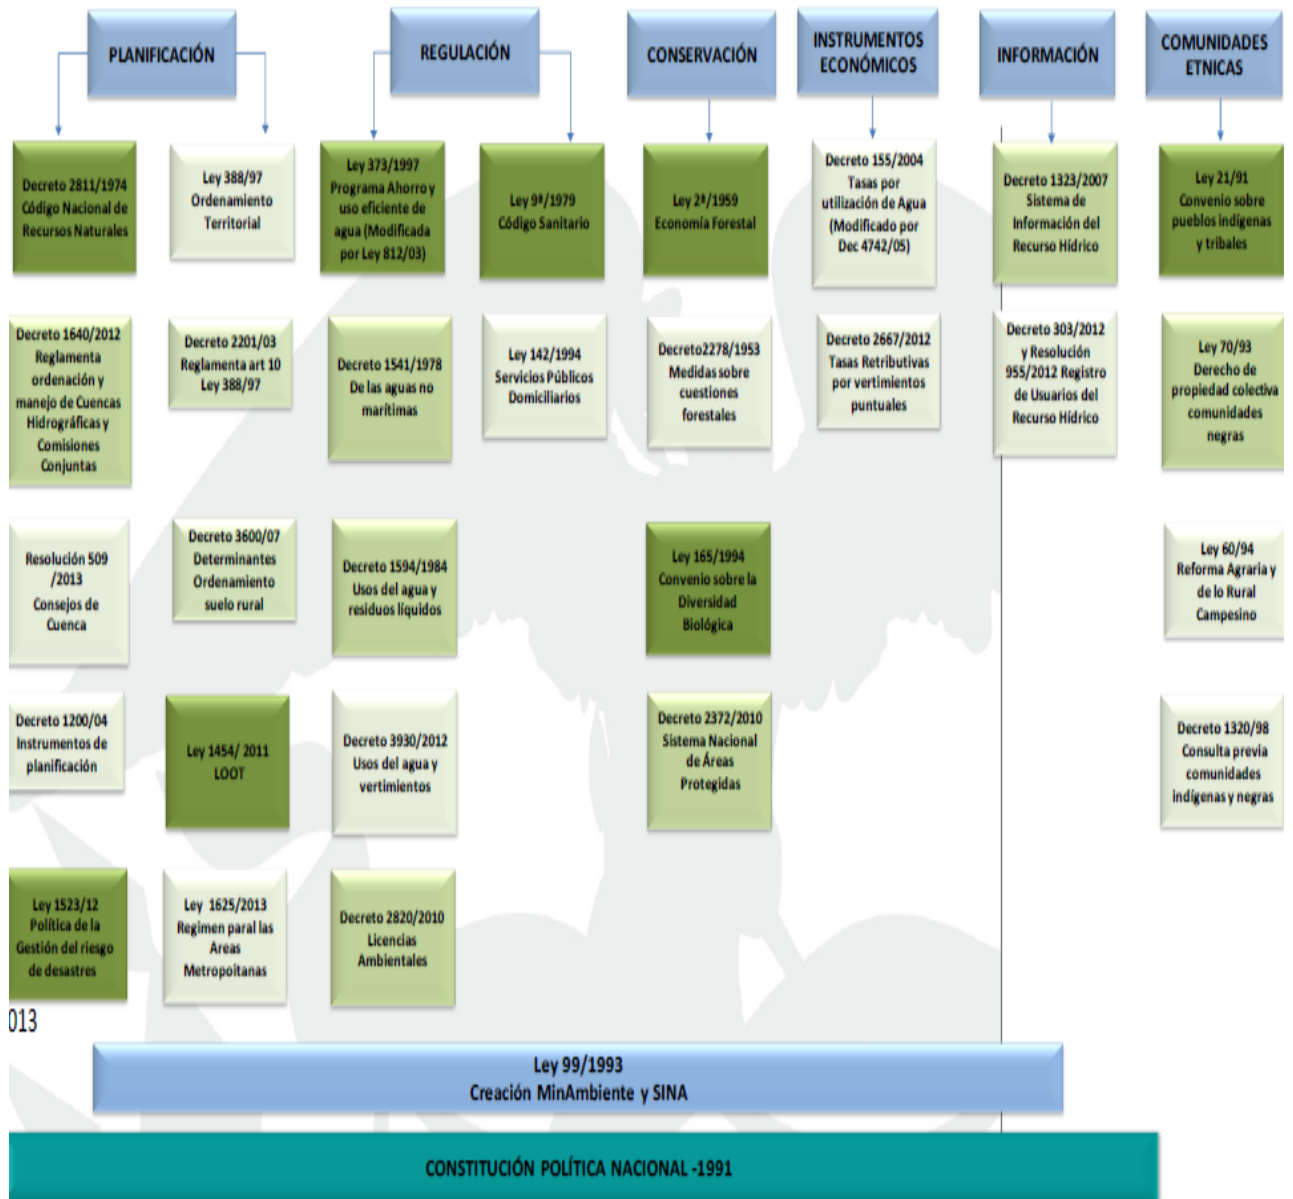 PLANIFICACIÓN
REGULACIÓN
CONSERVACIÓN
INSTRUMENTOS
ECONÓMICOS
INFORMACIÓN
COMUNIDADES
ETNICAS
Decreto 2811/1974
Código Nacional de
Recursos Naturales
Ley 388/97
Ordenamiento
Territorial
Ley 373/1997
Programa Ahorro y
uso eficiente de
agua (Modificada
por Ley 812/03)
Ley 9ª/1979
Código Sanitario
Ley 2ª/1959
Economía Forestal
Decreto 155/2004
Tasas por
utilización de Agua
(Modificado por
Dec 4742/05)
Decreto 1323/2007
Sistema de
Información del
Recurso Hídrico
Ley 21/91
Convenio sobre
pueblos indígenas
y tribales
Decreto 1640/2012
Reglamenta
ordenación y
manejo de Cuencas
Hidrográficas y
Comisiones
Conjuntas
Decreto 2201/03
Reglamenta art 10
Ley 388/97
Decreto 1541/1978
De las aguas no
marítimas
Ley 142/1994
Servicios Públicos
Domiciliarios
Decreto2278/1953
Medidas sobre
cuestiones
forestales
Decreto 2667/2012
Tasas Retributivas
por vertimientos
puntuales
Decreto 303/2012
y Resolución
955/2012 Registro
de Usuarios del
Recurso Hídrico
Ley 70/93
Derecho de
propiedad colectiva
comunidades
negras
Resolución 509
/2013
Consejos de
Cuenca
Decreto 3600/07
Determinantes
Ordenamiento
suelo rural
Decreto 1594/1984
Usos del agua y
residuos líquidos
Ley 165/1994
Convenio sobre la
Diversidad
Biológica
Ley 60/94
Reforma Agraria y
de lo Rural
Campesino
Decreto 1200/04
Instrumentos de
planificación
Ley 1454/ 2011
LOOT
Decreto 3930/2012
Usos del agua y
vertimientos
Decreto 2372/2010
Sistema Nacional
de Áreas
Protegidas
Decreto 1320/98
Consulta previa
comunidades
indígenas y negras
Ley 1523/12
Política de la
Gestión del riesgo
de desastres
Ley 1625/2013
Regimen paral las
Areas
Metropoitanas
Decreto 2820/2010
Licencias
Ambientales
013
Ley 99/1993
Creación MinAmbiente y SINA
CONSTITUCIÓN POLÍTICA NACIONAL -1991